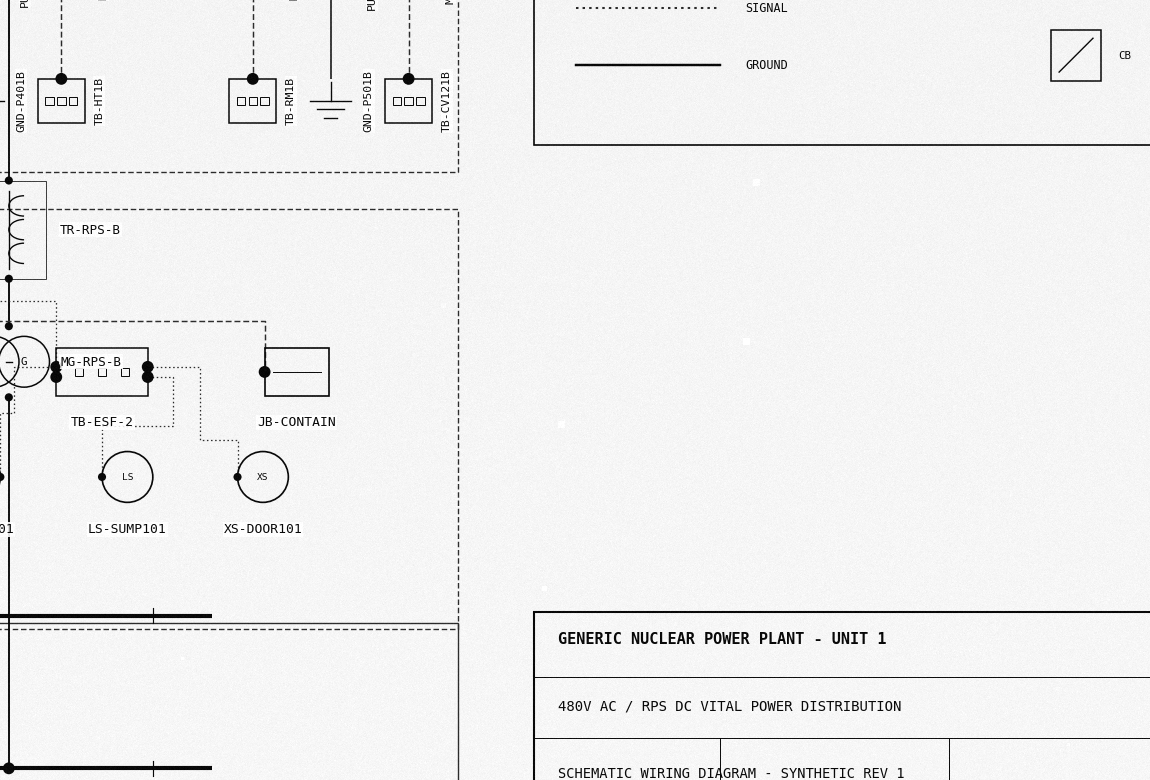 SIGNAL
GROUND
CB
GND-P401B
TB-HT1B
TB-RM1B
GND-P501B
TB-CV121B
TR-RPS-B
G
MG-RPS-B
TB-ESF-2
JB-CONTAIN
LS
XS
LS-SUMP101
XS-DOOR101
GENERIC NUCLEAR POWER PLANT - UNIT 1
480V AC / RPS DC VITAL POWER DISTRIBUTION
SCHEMATIC WIRING DIAGRAM - SYNTHETIC REV 1